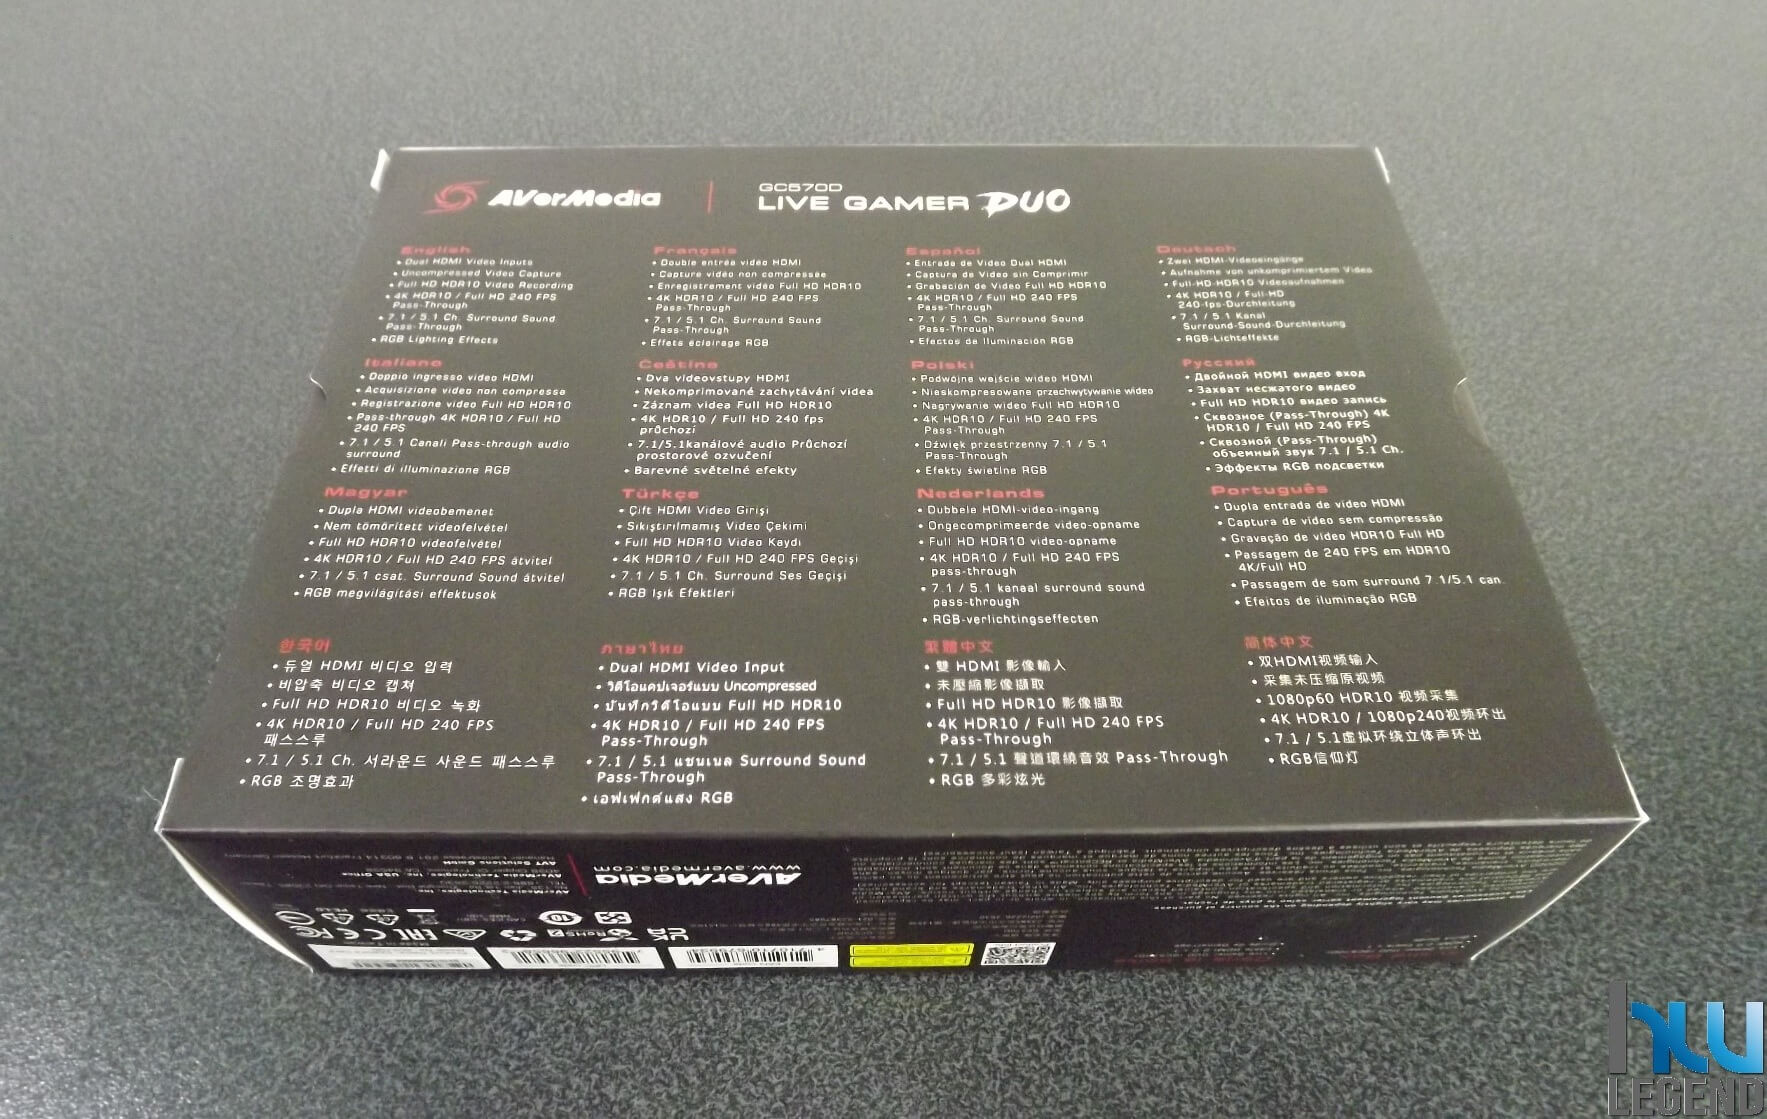 AVerMedia
GC570D
LIVE GAMER DUO
English
• Dual HDMI Video Inputs
• Uncompressed Video Capture
• Full HD HDR10 Video Recording
• 4K HDR10 / Full HD 240 FPS
Pass-Through
• 7.1 / 5.1 Ch. Surround Sound
Pass-Through
• RGB Lighting Effects
Français
• Double entrée vidéo HDMI
• Capture vidéo non compressée
• Enregistrement vidéo Full HD HDR10
• 4K HDR10 / Full HD 240 FPS
Pass-Through
• 7.1 / 5.1 Ch. Surround Sound
Pass-Through
• Effets éclairage RGB
Español
• Entrada de Video Dual HDMI
• Captura de Video sin Comprimir
• Grabación de Video Full HD HDR10
• 4K HDR10 / Full HD 240 FPS
Pass-Through
• 7.1 / 5.1 Ch. Surround Sound
Pass-Through
• Efectos de Iluminación RGB
Deutsch
• Zwei HDMI-Videoeingänge
• Aufnahme von unkomprimiertem Video
• Full-HD-HDR10-Videoaufnahmen
• 4K HDR10 / Full-HD
240-fps-Durchleitung
• 7.1 / 5.1 Kanal
Surround-Sound-Durchleitung
• RGB-Lichteffekte
Italiano
• Doppio ingresso video HDMI
• Acquisizione video non compressa
• Registrazione video Full HD HDR10
• Pass-through 4K HDR10 / Full HD
240 FPS
• 7.1 / 5.1 Canali Pass-through audio
surround
• Effetti di illuminazione RGB
Čeština
• Dva videovstupy HDMI
• Nekomprimované zachytávání videa
• Záznam videa Full HD HDR10
• 4K HDR10 / Full HD 240 fps
průchozí
• 7.1/5.1kanálové audio Průchozí
prostorové ozvučení
• Barevné světelné efekty
Polski
• Podwójne wejście wideo HDMI
• Nieskompresowane przechwytywanie wideo
• Nagrywanie wideo Full HD HDR10
• 4K HDR10 / Full HD 240 FPS
Pass-Through
• Dźwięk przestrzenny 7.1 / 5.1
Pass-Through
• Efekty świetlne RGB
Русский
• Двойной HDMI видео вход
• Захват несжатого видео
• Full HD HDR10 видео запись
• Сквозное (Pass-Through) 4K
HDR10 / Full HD 240 FPS
• Сквозной (Pass-Through)
объемный звук 7.1 / 5.1 Ch.
• Эффекты RGB подсветки
Magyar
• Dupla HDMI videobemenet
• Nem tömörített videofelvétel
• Full HD HDR10 videofelvétel
• 4K HDR10 / Full HD 240 FPS átvitel
• 7.1 / 5.1 csat. Surround Sound átvitel
• RGB megvilágítási effektusok
Türkçe
• Çift HDMI Video Girişi
• Sıkıştırılmamış Video Çekimi
• Full HD HDR10 Video Kaydı
• 4K HDR10 / Full HD 240 FPS Geçişi
• 7.1 / 5.1 Ch. Surround Ses Geçişi
• RGB Işık Efektleri
Nederlands
• Dubbele HDMI-video-ingang
• Ongecomprimeerde video-opname
• Full HD HDR10 video-opname
• 4K HDR10 / Full HD 240 FPS
pass-through
• 7.1 / 5.1 kanaal surround sound
pass-through
• RGB-verlichtingseffecten
Português
• Dupla entrada de vídeo HDMI
• Captura de vídeo sem compressão
• Gravação de vídeo HDR10 Full HD
• Passagem de 240 FPS em HDR10
4K/Full HD
• Passagem de som surround 7.1/5.1 can.
• Efeitos de iluminação RGB
한국어
• 듀얼 HDMI 비디오 입력
• 비압축 비디오 캡쳐
• Full HD HDR10 비디오 녹화
• 4K HDR10 / Full HD 240 FPS
패스스루
• 7.1 / 5.1 Ch. 서라운드 사운드 패스스루
• RGB 조명효과
ภาษาไทย
• Dual HDMI Video Input
• วิดีโอแคปเจอร์แบบ Uncompressed
• บันทึกวิดีโอแบบ Full HD HDR10
• 4K HDR10 / Full HD 240 FPS
Pass-Through
• 7.1 / 5.1 แชนเนล Surround Sound
Pass-Through
• เอฟเฟกต์แสง RGB
繁體中文
• 雙 HDMI 影像輸入
• 未壓縮影像擷取
• Full HD HDR10 影像擷取
• 4K HDR10 / Full HD 240 FPS
Pass-Through
• 7.1 / 5.1 聲道環繞音效 Pass-Through
• RGB 多彩炫光
简体中文
• 双HDMI视频输入
• 采集未压缩原视频
• 1080p60 HDR10 视频采集
• 4K HDR10 / 1080p240视频环出
• 7.1 / 5.1虚拟环绕立体声环出
• RGB信仰灯
AVerMedia
www.avermedia.com
AVerMedia Technologies, Inc. USA Office
AVT Solutions GmbH
RoHS
10
UK CA
EAC CE FC
HW
LEGEND